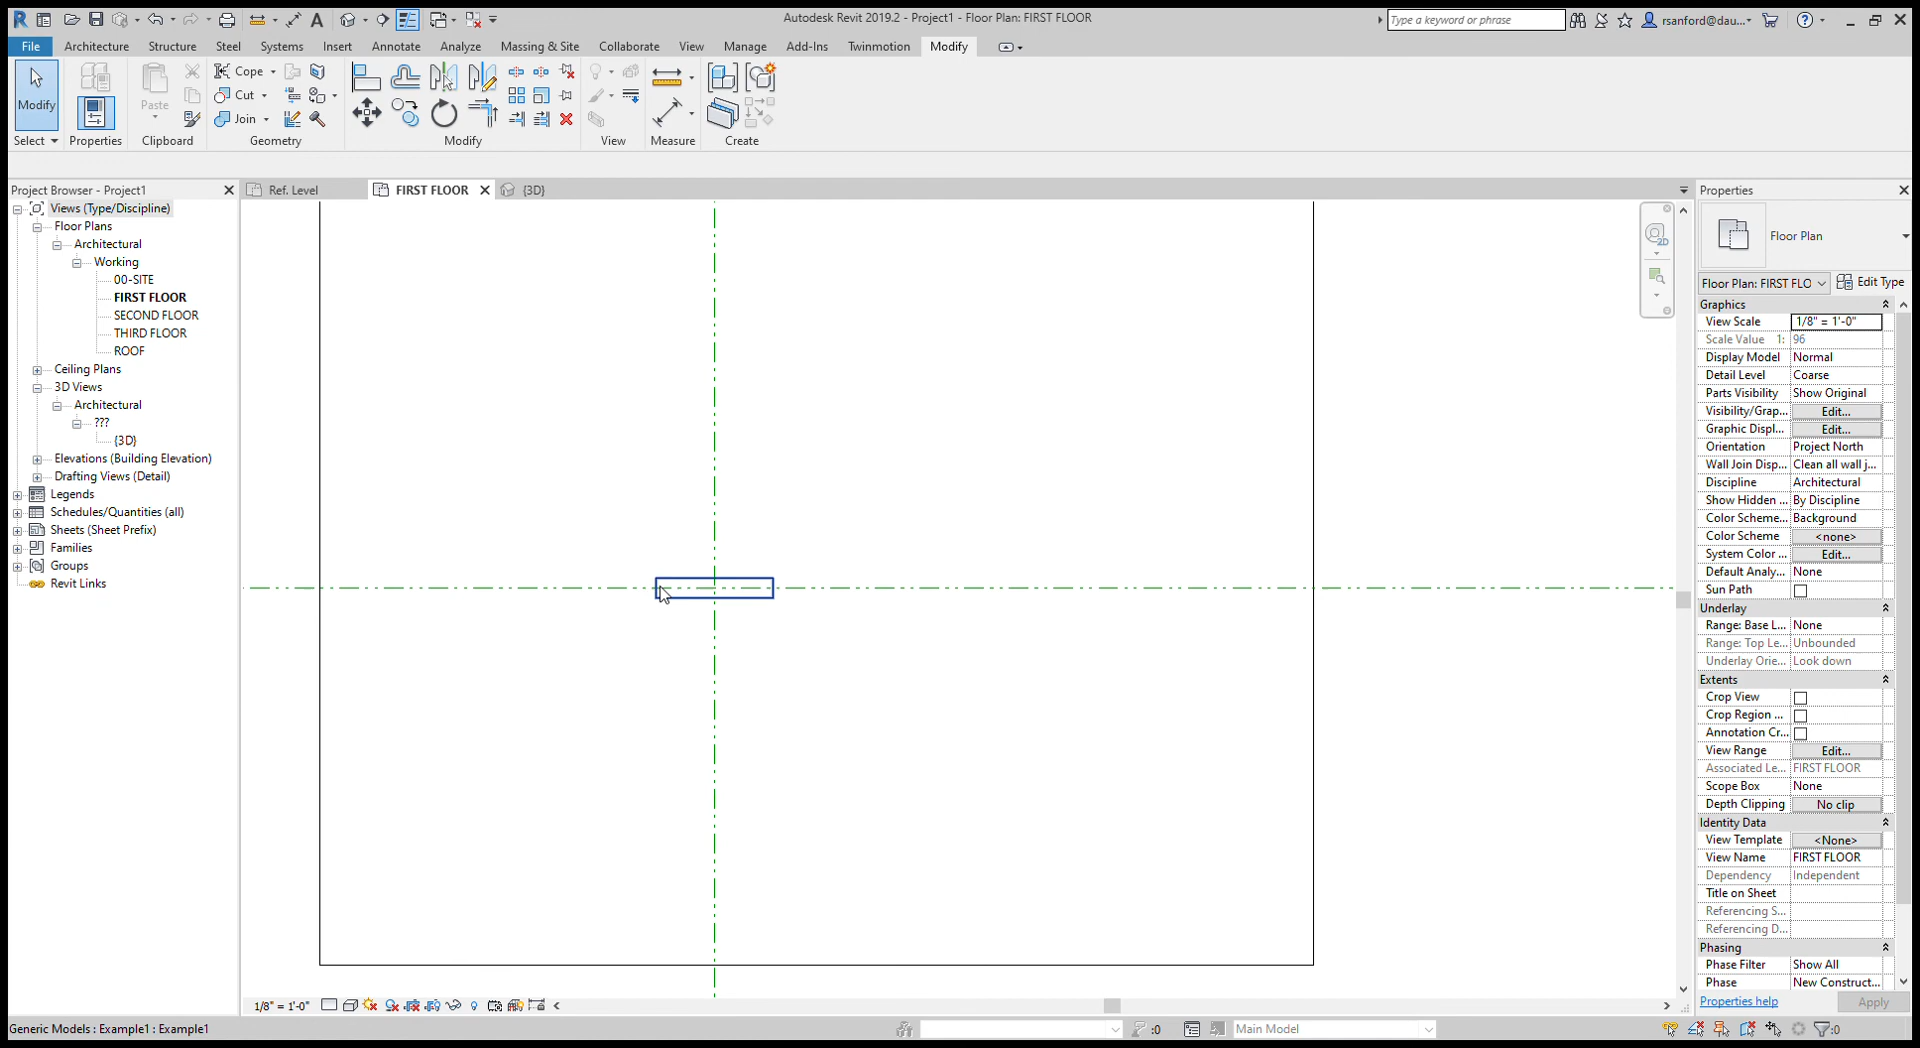 Autodesk Revit 2019.2 - Project1 - Floor Plan: FIRST FLOOR
Type a keyword or phrase
rsanford@dau...
File Architecture Structure Steel Systems Insert Annotate Analyze Massing & Site Collaborate View Manage Add-Ins Twinmotion Modify
Modify
Paste
Cope
Cut
Join
Select Properties Clipboard Geometry Modify View Measure Create
Project Browser - Project1
Ref. Level
FIRST FLOOR
{3D}
Properties
Views (Type/Discipline)
Floor Plans
Architectural
Working
00-SITE
FIRST FLOOR
SECOND FLOOR
THIRD FLOOR
ROOF
Ceiling Plans
3D Views
Architectural
???
{3D}
Elevations (Building Elevation)
Drafting Views (Detail)
Legends
Schedules/Quantities (all)
Sheets (Sheet Prefix)
Families
Groups
Revit Links
2D
Floor Plan
Floor Plan: FIRST FLO
Edit Type
Graphics
View Scale 1/8" = 1'-0"
Scale Value 1: 96
Display Model Normal
Detail Level Coarse
Parts Visibility Show Original
Visibility/Grap... Edit...
Graphic Displ... Edit...
Orientation Project North
Wall Join Disp... Clean all wall j...
Discipline Architectural
Show Hidden ... By Discipline
Color Scheme... Background
Color Scheme <none>
System Color ... Edit...
Default Analy... None
Sun Path
Underlay
Range: Base L... None
Range: Top Le... Unbounded
Underlay Orie... Look down
Extents
Crop View
Crop Region ...
Annotation Cr...
View Range Edit...
Associated Le... FIRST FLOOR
Scope Box None
Depth Clipping No clip
Identity Data
View Template <None>
View Name FIRST FLOOR
Dependency Independent
Title on Sheet
Referencing S...
Referencing D...
Phasing
Phase Filter Show All
Phase New Construct...
Properties help
Apply
1/8" = 1'-0"
Generic Models : Example1 : Example1
:0
Main Model
:0